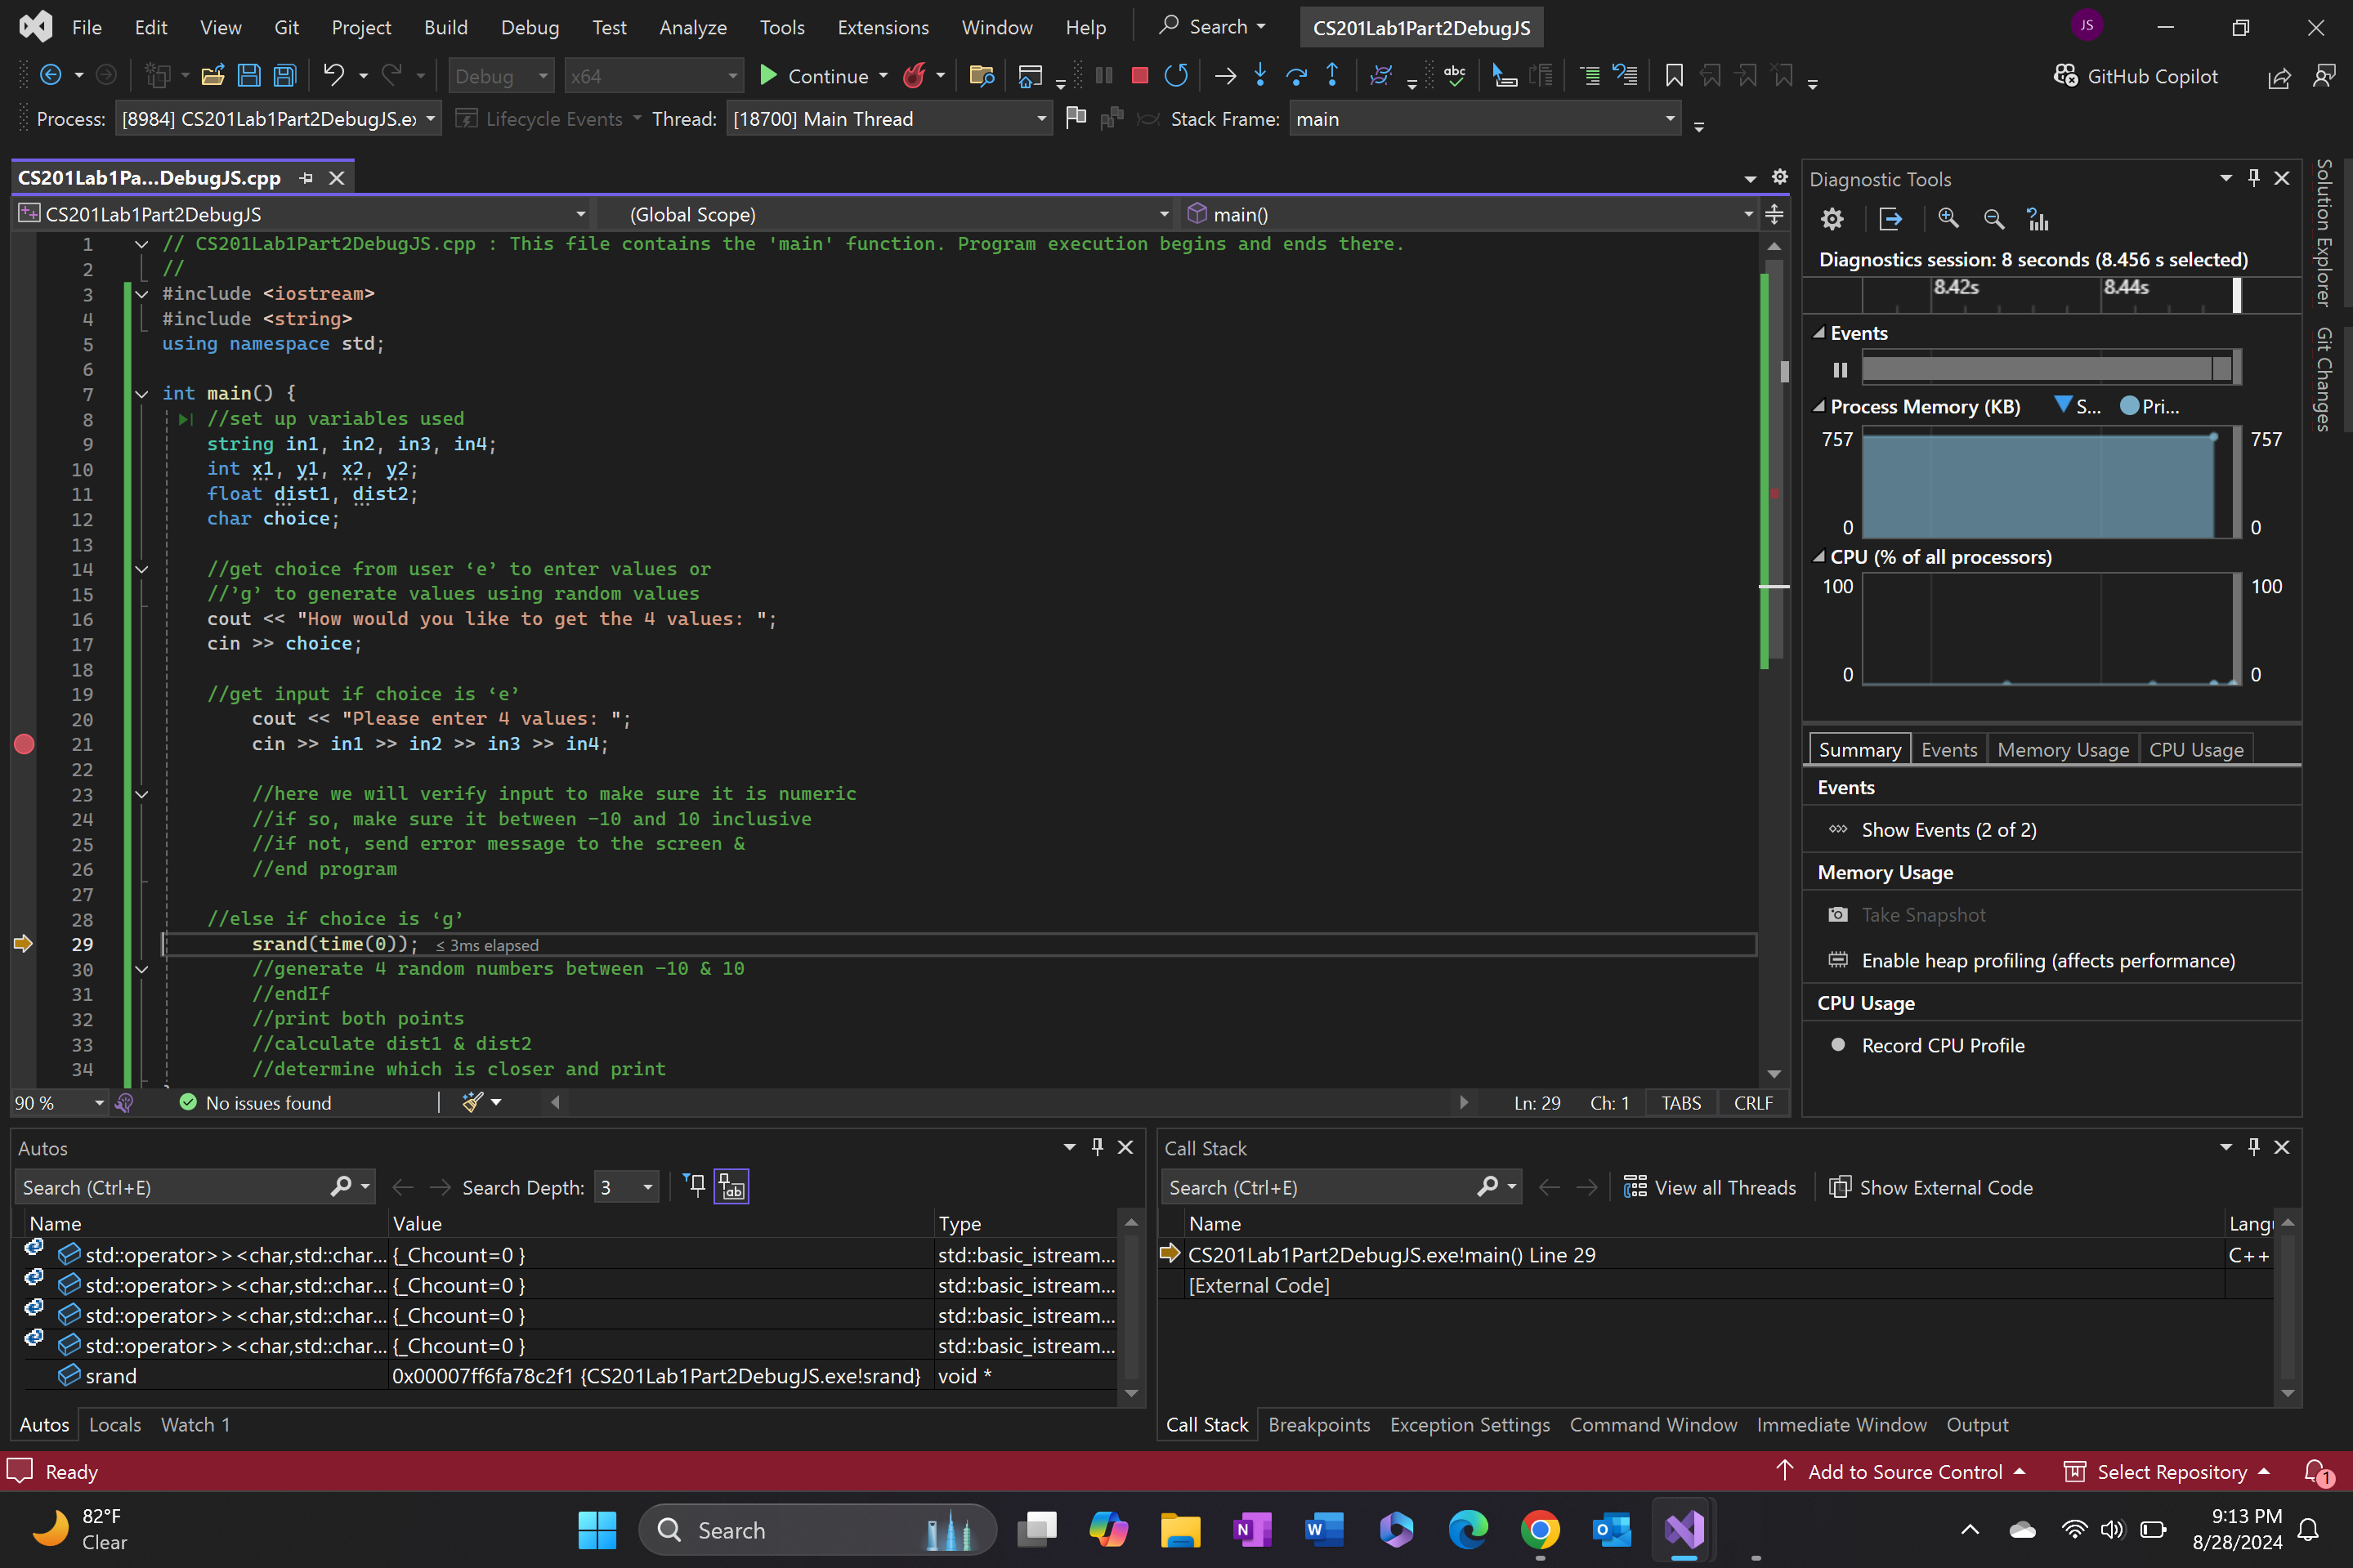 File Edit View Git Project Build Debug Test Analyze Tools Extensions Window Help Search CS201Lab1Part2DebugJS JS
Debug x64 Continue abc GitHub Copilot
Process: [8984] CS201Lab1Part2DebugJS.ex Lifecycle Events Thread: [18700] Main Thread Stack Frame: main
CS201Lab1Pa...DebugJS.cpp
CS201Lab1Part2DebugJS (Global Scope) main()
1 // CS201Lab1Part2DebugJS.cpp : This file contains the 'main' function. Program execution begins and ends there.
2 //
3 #include <iostream>
4 #include <string>
5 using namespace std;
6
7 int main() {
8 //set up variables used
9 string in1, in2, in3, in4;
10 int x1, y1, x2, y2;
11 float dist1, dist2;
12 char choice;
13
14 //get choice from user ‘e’ to enter values or
15 //’g’ to generate values using random values
16 cout << "How would you like to get the 4 values: ";
17 cin >> choice;
18
19 //get input if choice is ‘e’
20 cout << "Please enter 4 values: ";
21 cin >> in1 >> in2 >> in3 >> in4;
22
23 //here we will verify input to make sure it is numeric
24 //if so, make sure it between -10 and 10 inclusive
25 //if not, send error message to the screen &
26 //end program
27
28 //else if choice is ‘g’
29 srand(time(0)); ≤ 3ms elapsed
30 //generate 4 random numbers between -10 & 10
31 //endIf
32 //print both points
33 //calculate dist1 & dist2
34 //determine which is closer and print
90 % No issues found Ln: 29 Ch: 1 TABS CRLF
Diagnostic Tools
Diagnostics session: 8 seconds (8.456 s selected)
8.42s 8.44s
Events
Process Memory (KB) S... Pri...
757 757
0 0
CPU (% of all processors)
100 100
0 0
Summary Events Memory Usage CPU Usage
Events
Show Events (2 of 2)
Memory Usage
Take Snapshot
Enable heap profiling (affects performance)
CPU Usage
Record CPU Profile
Solution Explorer
Git Changes
Autos
Search (Ctrl+E) Search Depth: 3 ab
Name Value Type
std::operator>><char,std::char... {_Chcount=0 } std::basic_istream...
std::operator>><char,std::char... {_Chcount=0 } std::basic_istream...
std::operator>><char,std::char... {_Chcount=0 } std::basic_istream...
std::operator>><char,std::char... {_Chcount=0 } std::basic_istream...
srand 0x00007ff6fa78c2f1 {CS201Lab1Part2DebugJS.exe!srand} void *
Autos Locals Watch 1
Call Stack
Search (Ctrl+E) View all Threads Show External Code
Name Langu
CS201Lab1Part2DebugJS.exe!main() Line 29 C++
[External Code]
Call Stack Breakpoints Exception Settings Command Window Immediate Window Output
Ready Add to Source Control Select Repository 1
82°F
Clear
Search
N W O
9:13 PM
8/28/2024